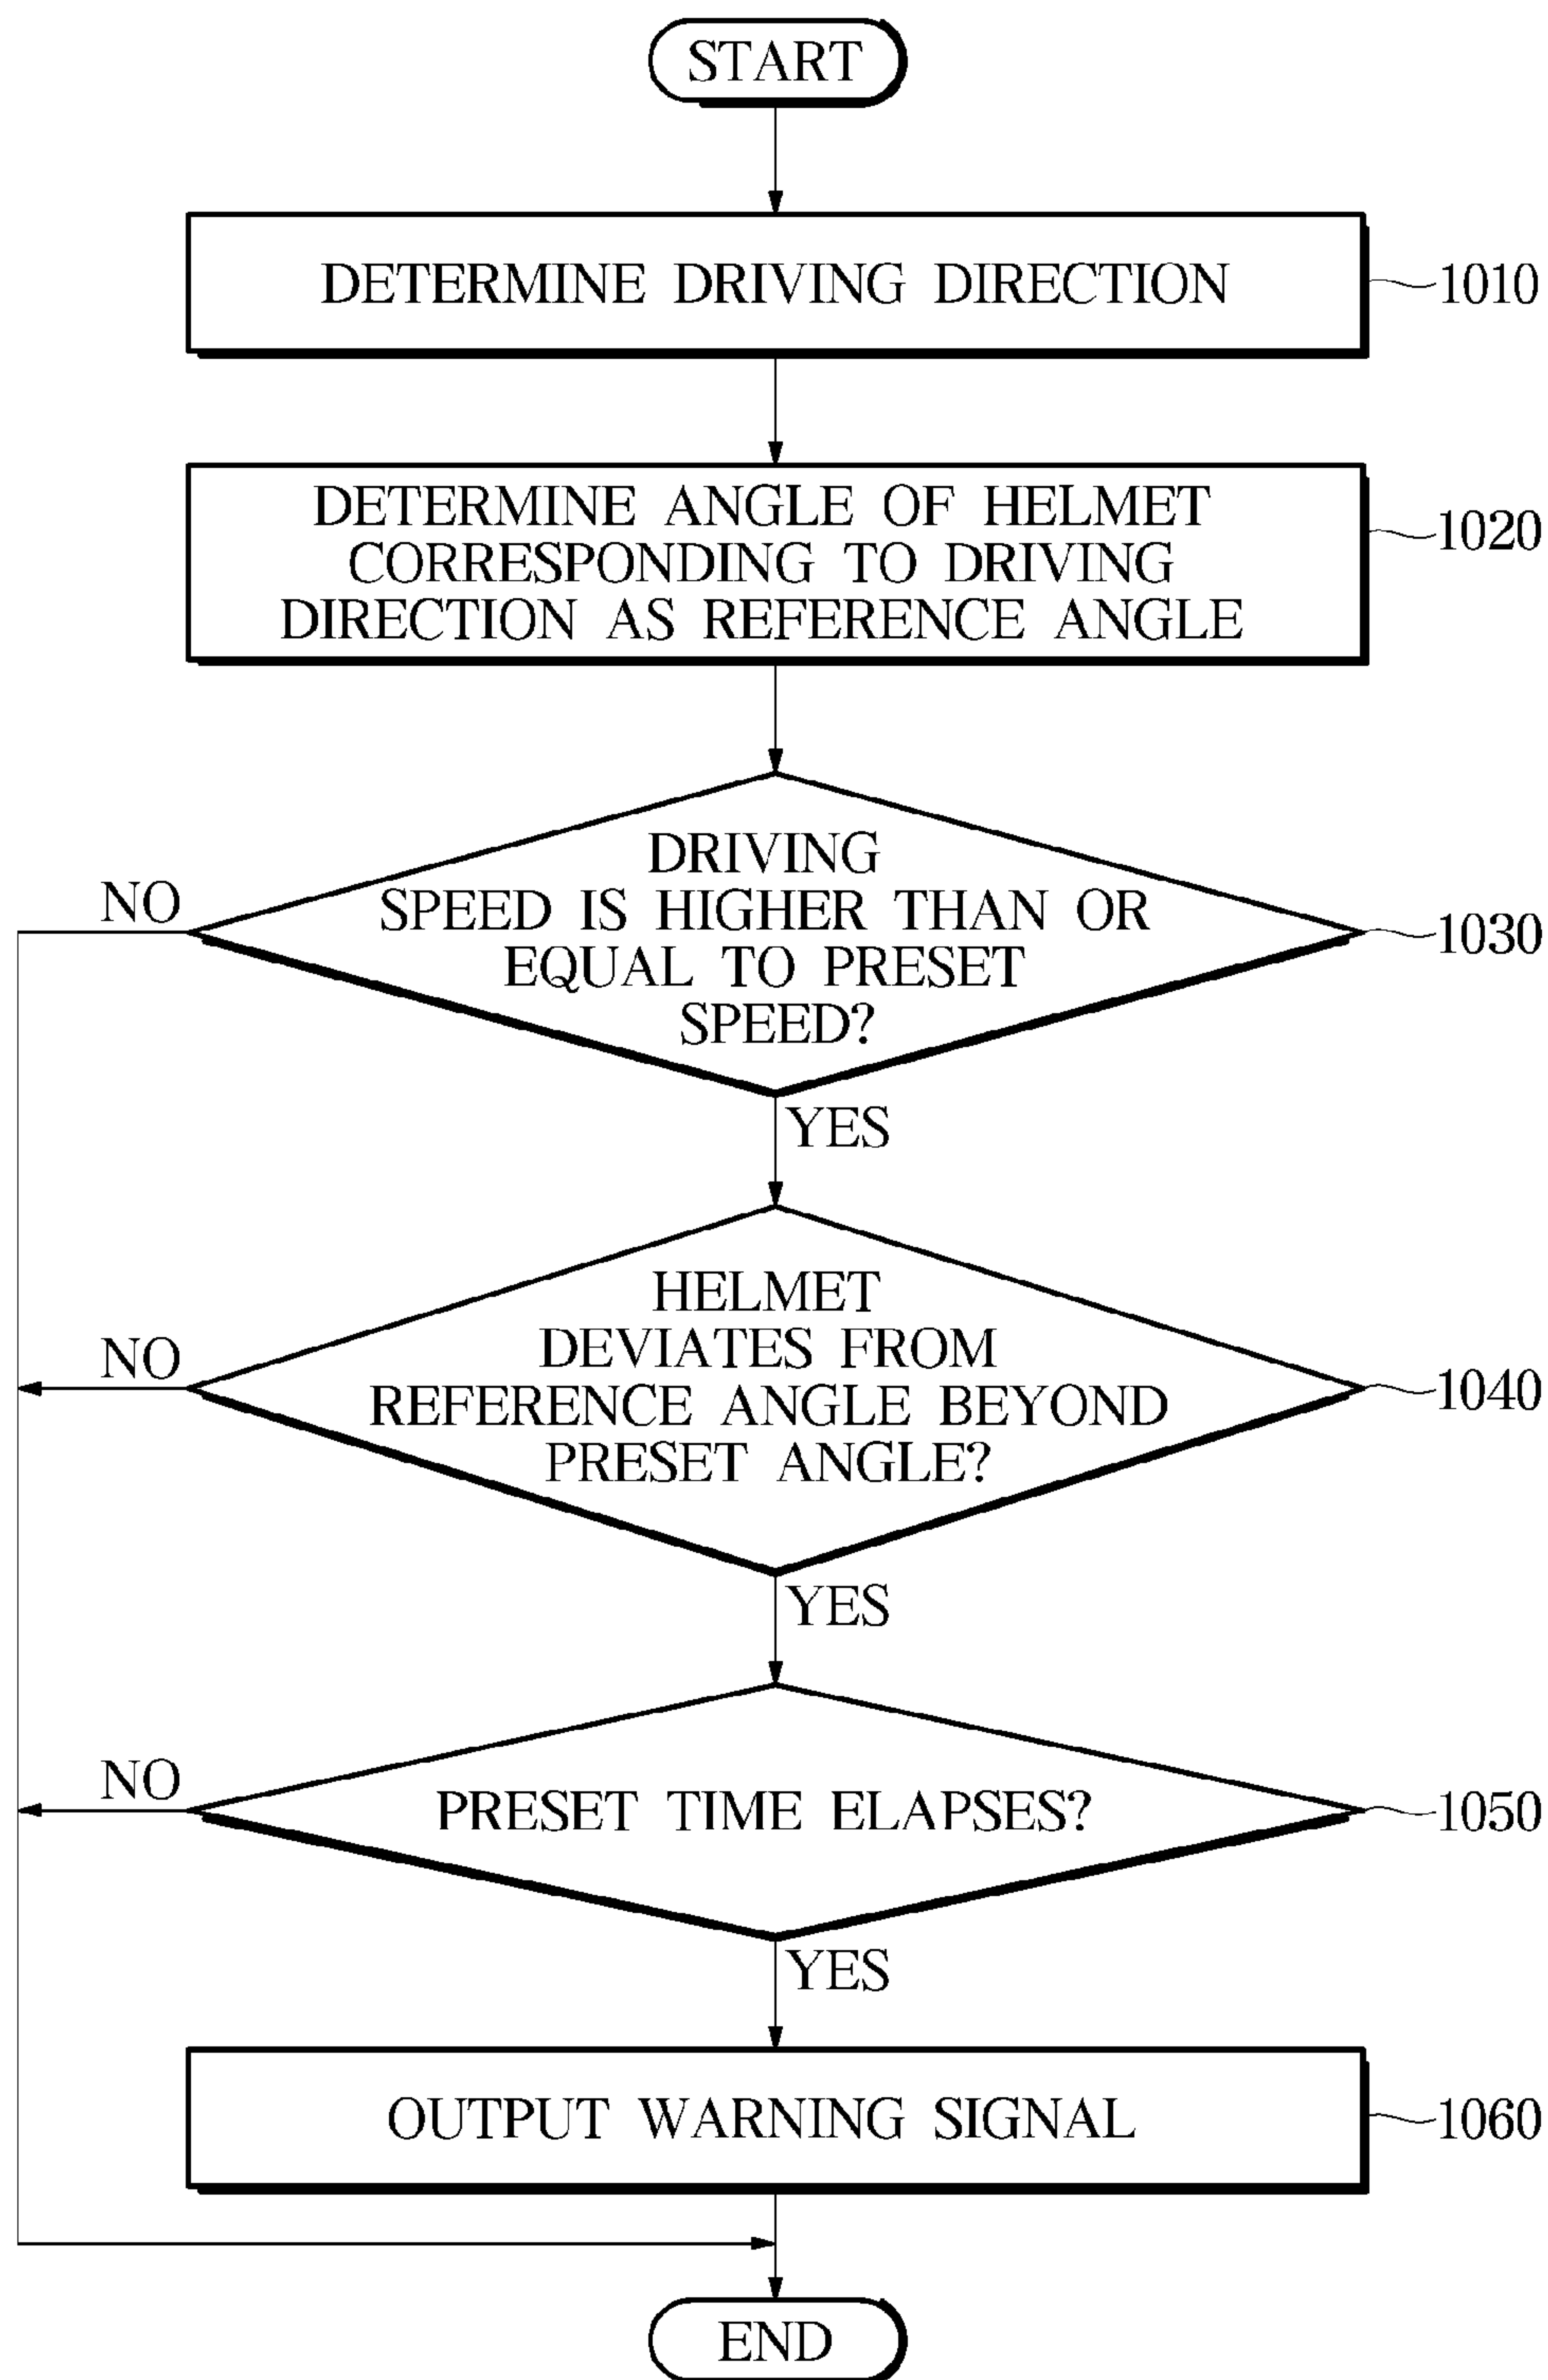 START
DETERMINE DRIVING DIRECTION
1010
DETERMINE ANGLE OF HELMET
CORRESPONDING TO DRIVING
DIRECTION AS REFERENCE ANGLE
1020
DRIVING
SPEED IS HIGHER THAN OR
EQUAL TO PRESET
SPEED?
NO
1030
YES
HELMET
DEVIATES FROM
REFERENCE ANGLE BEYOND
PRESET ANGLE?
NO
1040
YES
PRESET TIME ELAPSES?
NO
1050
YES
OUTPUT WARNING SIGNAL
1060
END